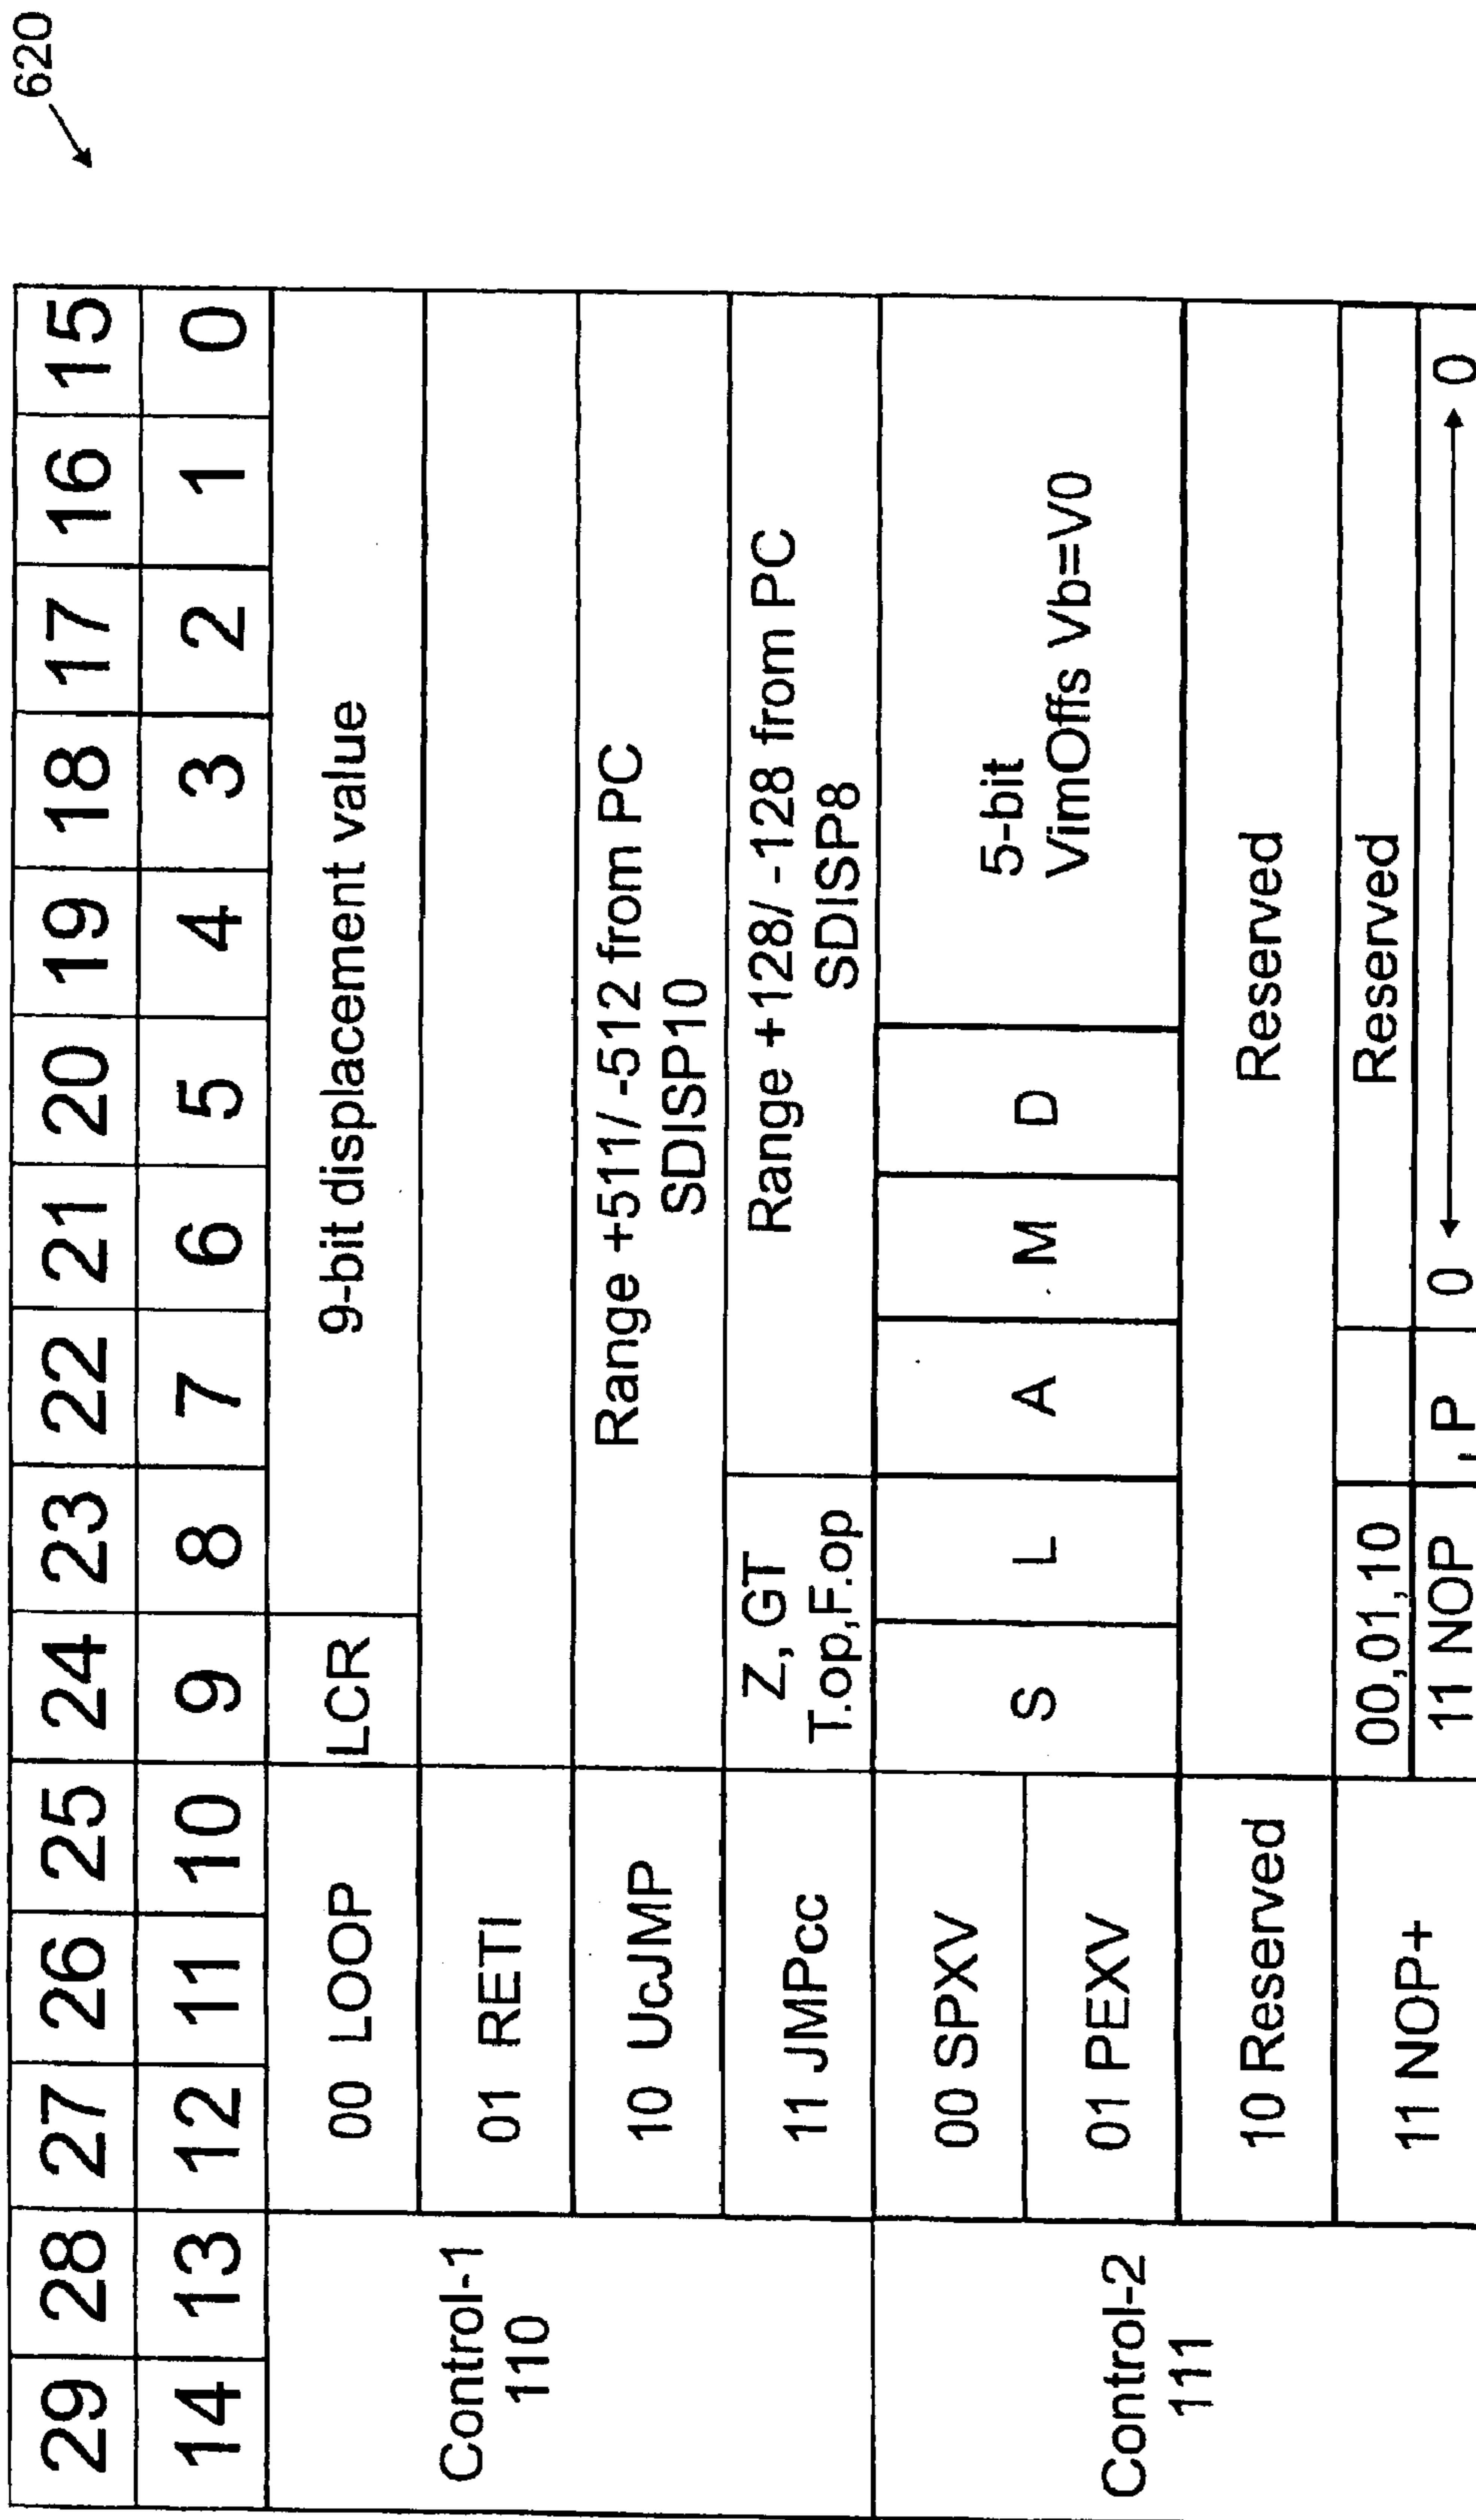 620
29 28 27 26 25 24 23 22 21 20 19 18 17 16 15
14 13 12 11 10 9 8 7 6 5 4 3 2 1 0
Control-1
110
00 LOOP
LCR
9-bit displacement value
01 RETI
10 UcJMP
Range +511/ -512 from PC
SDISP10
11 JMPcc
Z, GT
T.op,F.op
Range +128/ -128 from PC
SDISP8
Control-2
111
00 SPXV
01 PEXV
S L A M D
5-bit
VimOffs Vb=V0
10 Reserved
Reserved
11 NOP+
00,01,10
Reserved
11 NOP
, P
0 0